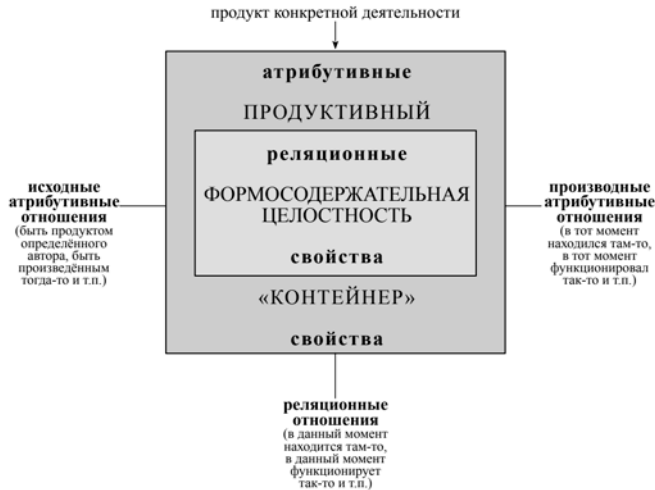 продукт конкретной деятельности
атрибутивные
ПРОДУКТИВНЫЙ
реляционные
ФОРМОСОДЕРЖАТЕЛЬНАЯ
ЦЕЛОСТНОСТЬ
свойства
«КОНТЕЙНЕР»
свойства
исходные
атрибутивные
отношения
(быть продуктом
определённого
автора, быть
произведённым
тогда-то и т.п.)
производные
атрибутивные
отношения
(в тот момент
находился там-то,
в тот момент
функционировал
так-то и т.п.)
реляционные
отношения
(в данный момент
находится там-то,
в данный момент
функционирует
так-то и т.п.)